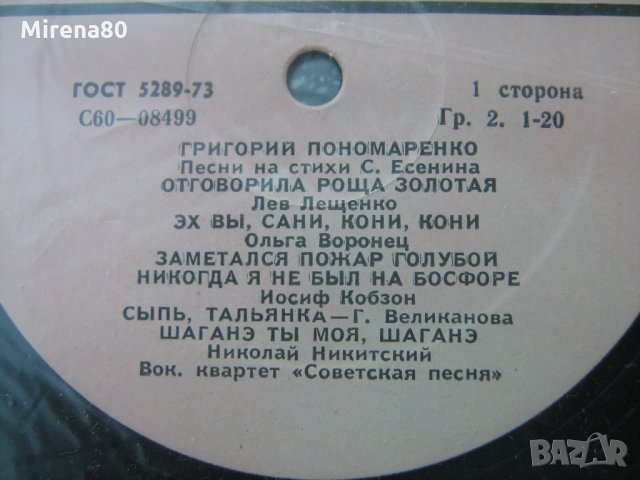 Mirena80
ГОСТ 5289-73
1 сторона
С60—08499
Гр. 2. 1-20
ГРИГОРИЙ ПОНОМАРЕНКО
Песни на стихи С. Есенина
ОТГОВОРИЛА РОЩА ЗОЛОТАЯ
Лев Лещенко
ЭХ ВЫ, САНИ, КОНИ, КОНИ
Ольга Воронец
ЗАМЕТАЛСЯ ПОЖАР ГОЛУБОЙ
НИКОГДА Я НЕ БЫЛ НА БОСФОРЕ
Иосиф Кобзон
СЫПЬ, ТАЛЬЯНКА—Г. Великанова
ШАГАНЭ ТЫ МОЯ, ШАГАНЭ
Николай Никитский
Вок. квартет «Советская песня»
BAZAR